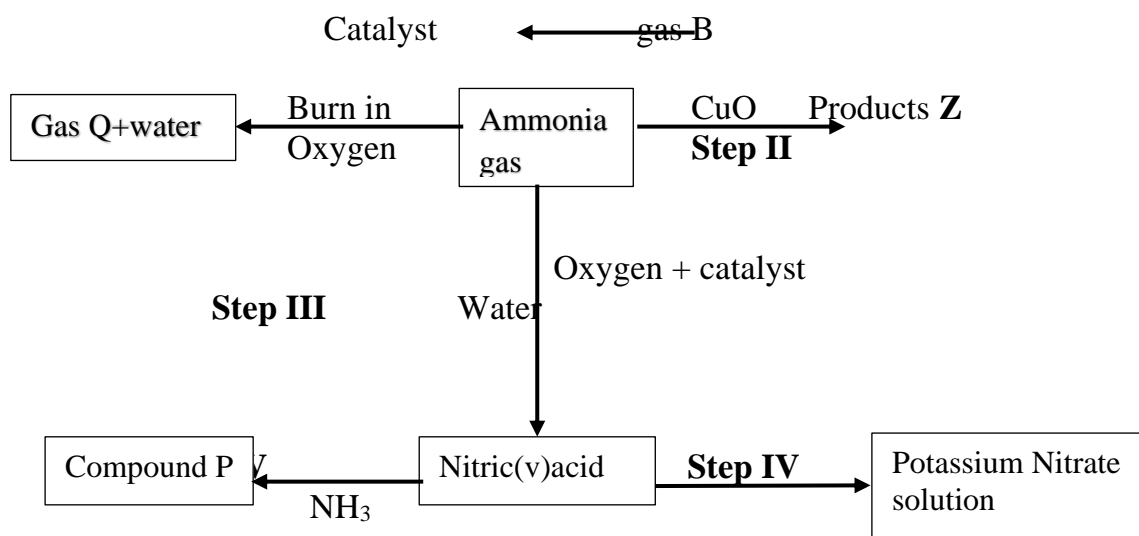 Catalyst gas B
Gas Q+water
Burn in
Oxygen
Ammonia
gas
CuO Products Z
Step II
Oxygen + catalyst
Step III Water
Compound P V
NH₃
Nitric(v)acid
Step IV
Potassium Nitrate
solution